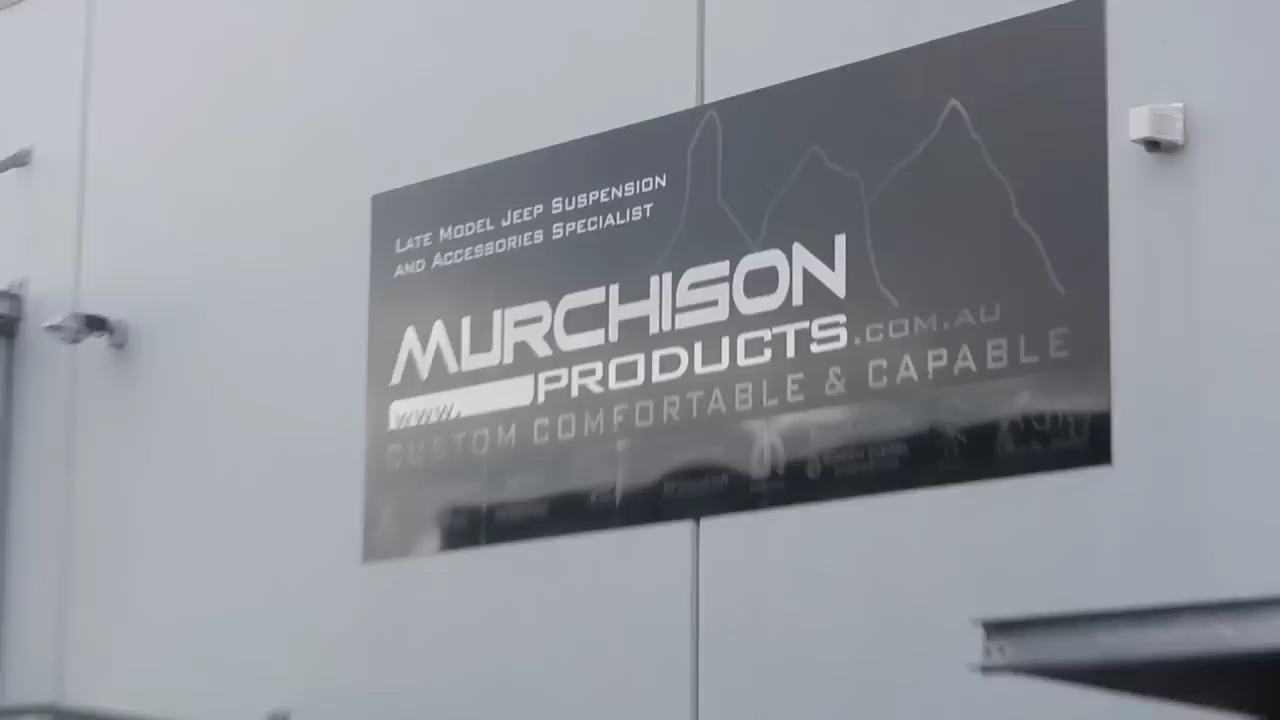 LATE MODEL JEEP SUSPENSION
AND ACCESSORIES SPECIALIST
MURCHISON
www.PRODUCTS.COM.AU
CUSTOM COMFORTABLE & CAPABLE